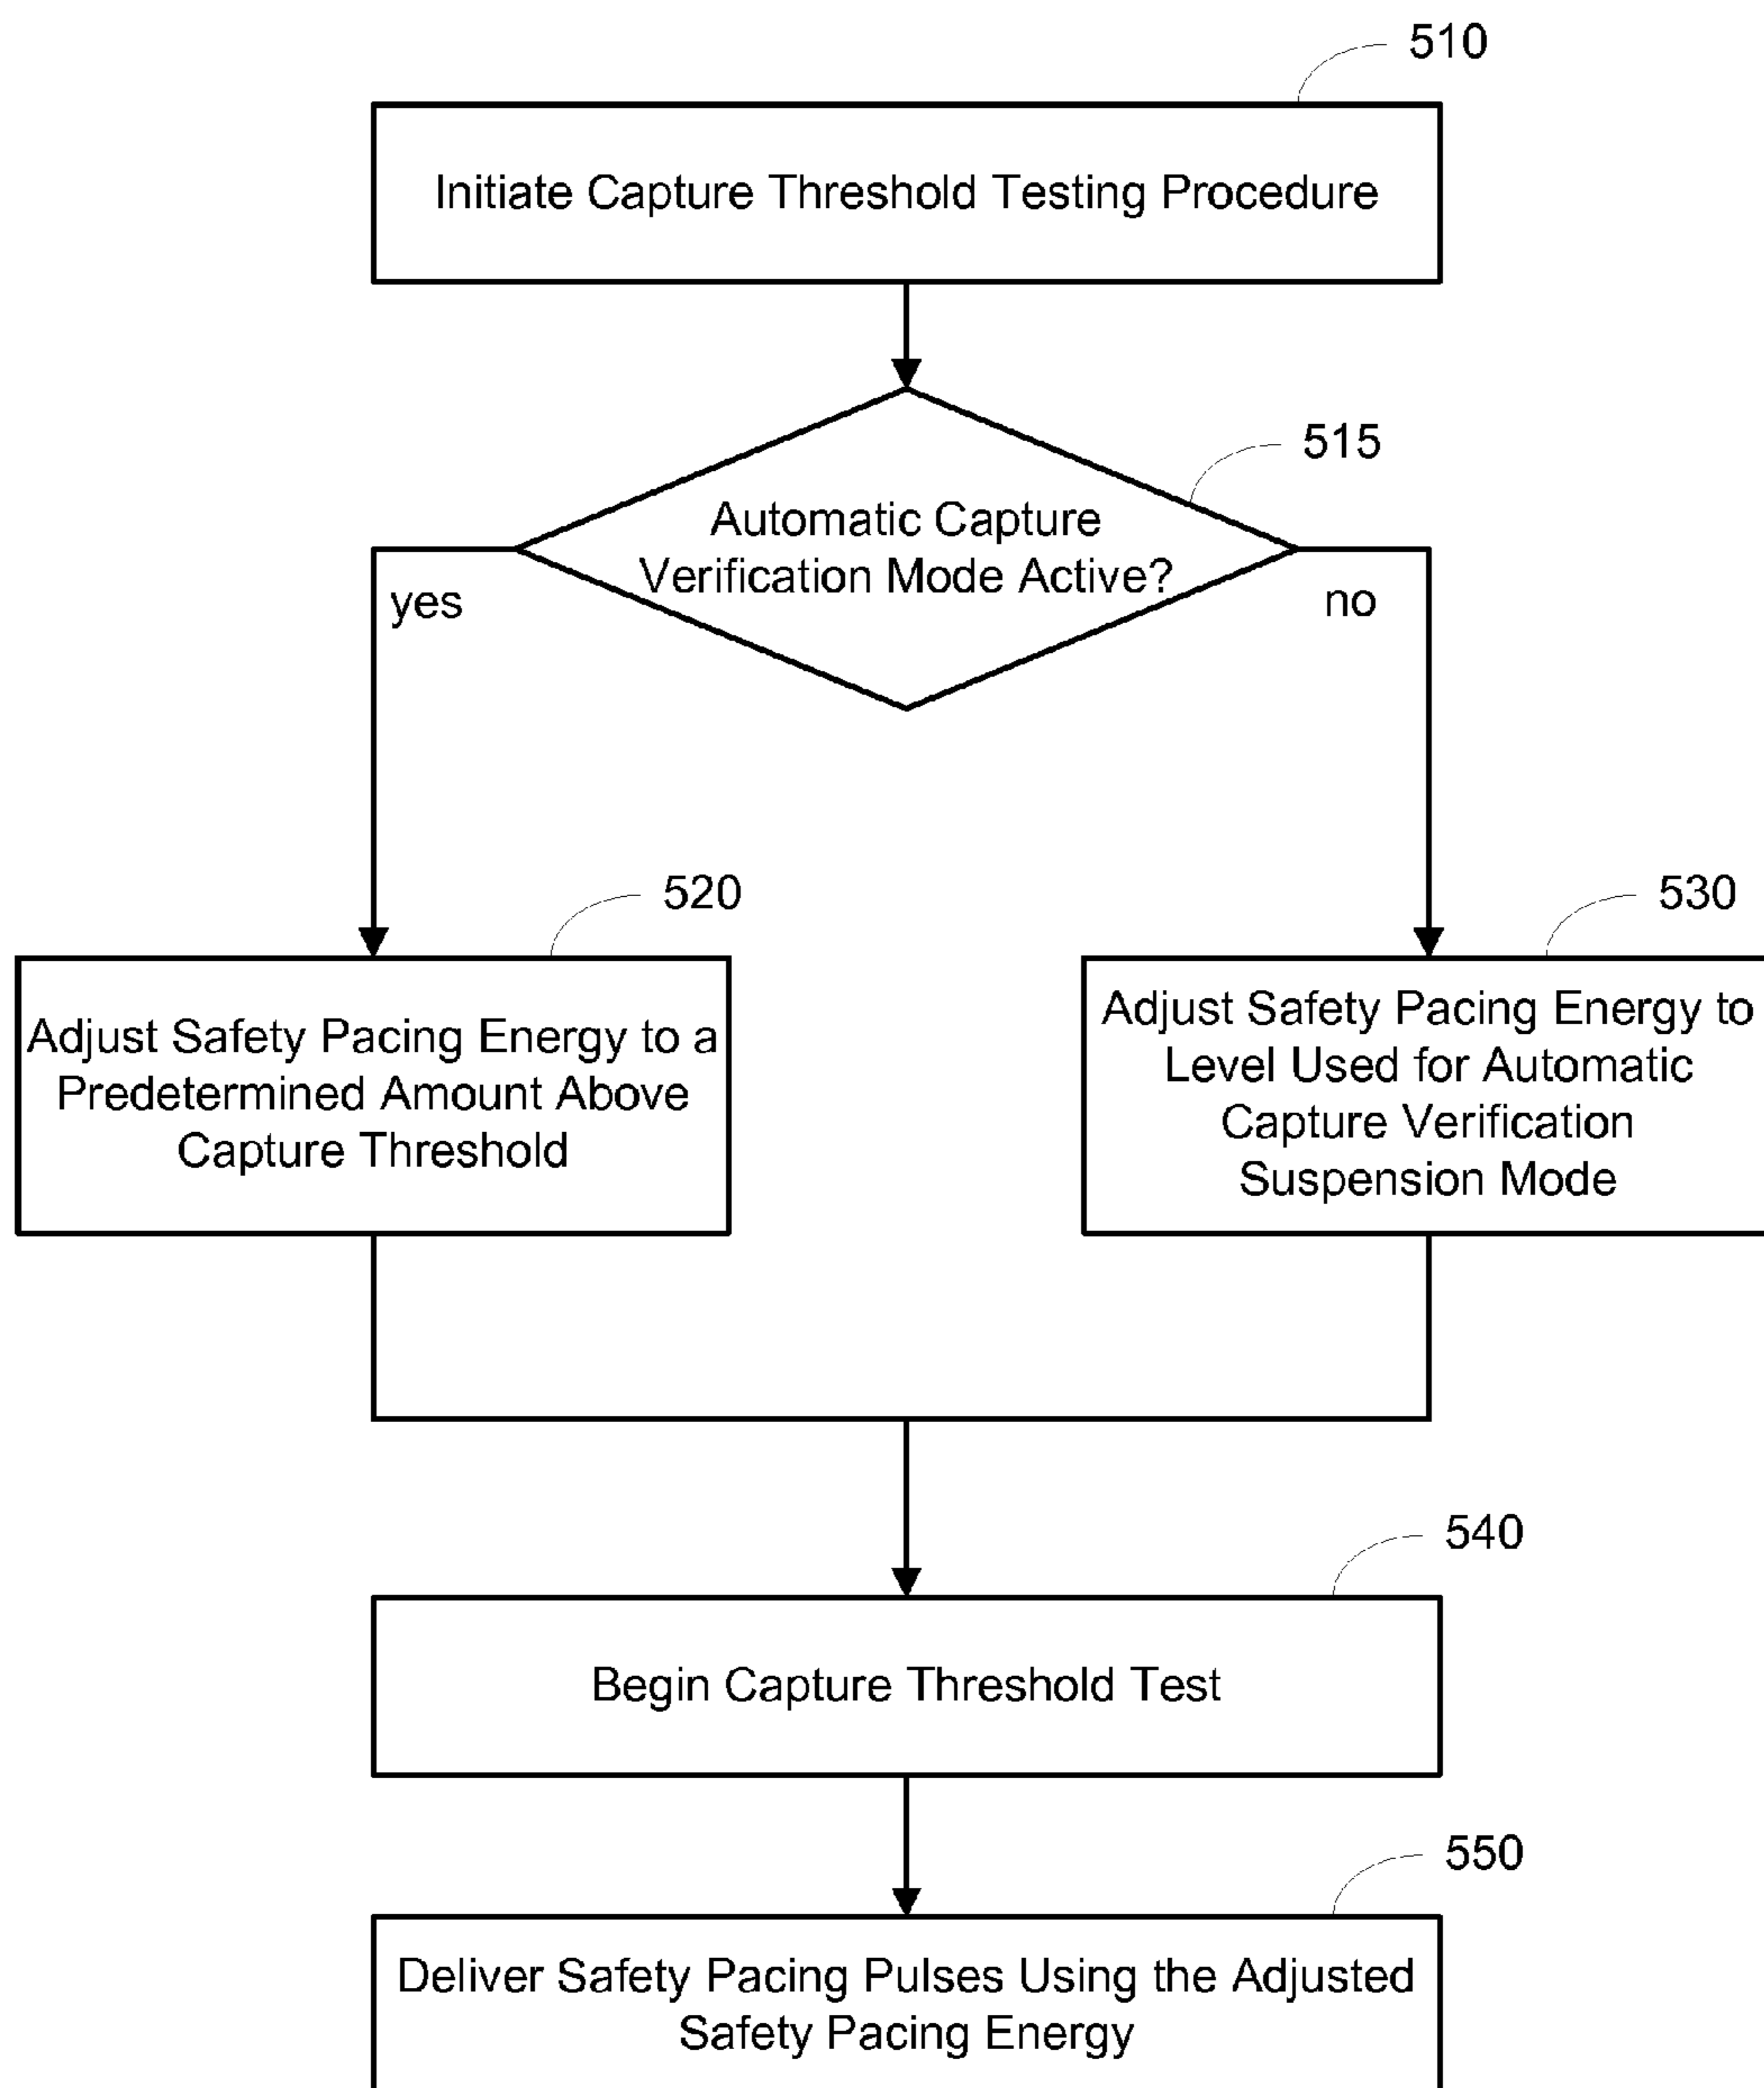 510
Initiate Capture Threshold Testing Procedure
515
Automatic Capture
Verification Mode Active?
yes
no
520
530
Adjust Safety Pacing Energy to a
Predetermined Amount Above
Capture Threshold
Adjust Safety Pacing Energy to
Level Used for Automatic
Capture Verification
Suspension Mode
540
Begin Capture Threshold Test
550
Deliver Safety Pacing Pulses Using the Adjusted
Safety Pacing Energy